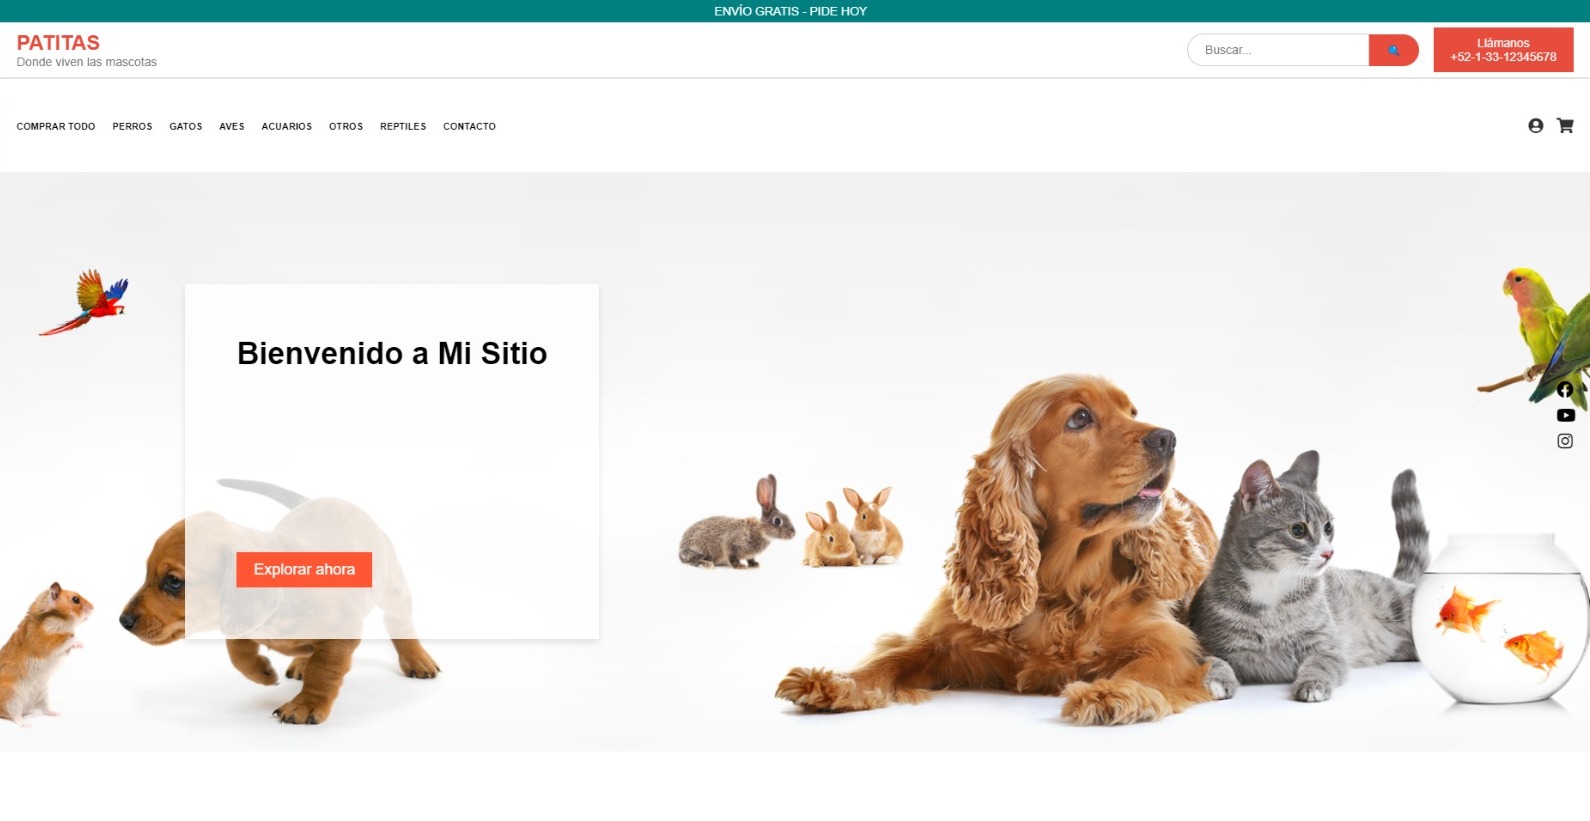 ENVÍO GRATIS - PIDE HOY
PATITAS
Donde viven las mascotas
Buscar...
Llámanos
+52-1-33-12345678
COMPRAR TODO PERROS GATOS AVES ACUARIOS OTROS REPTILES CONTACTO
Bienvenido a Mi Sitio
Explorar ahora